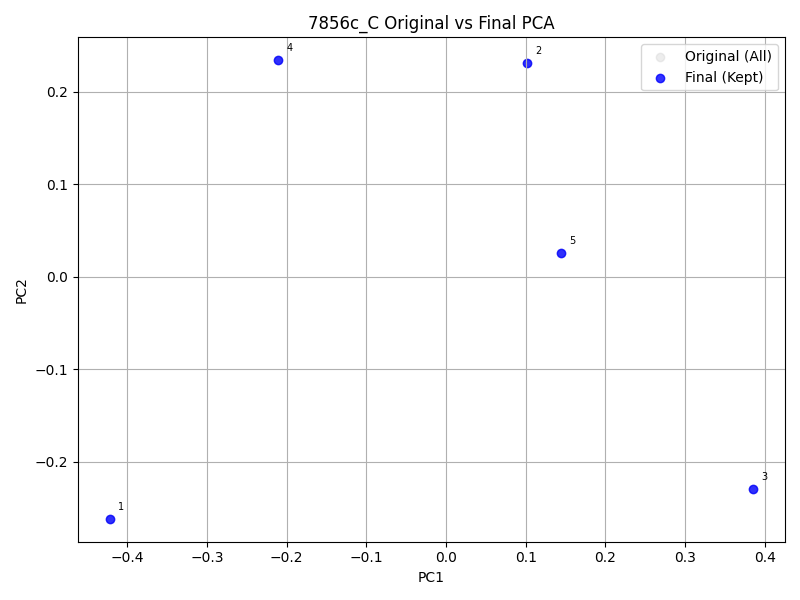 7856c_C Original vs Final PCA
4
2
Original (All)
Final (Kept)
5
3
1
0.2
0.1
0.0
−0.1
−0.2
PC2
−0.4 −0.3 −0.2 −0.1 0.0 0.1 0.2 0.3 0.4
PC1